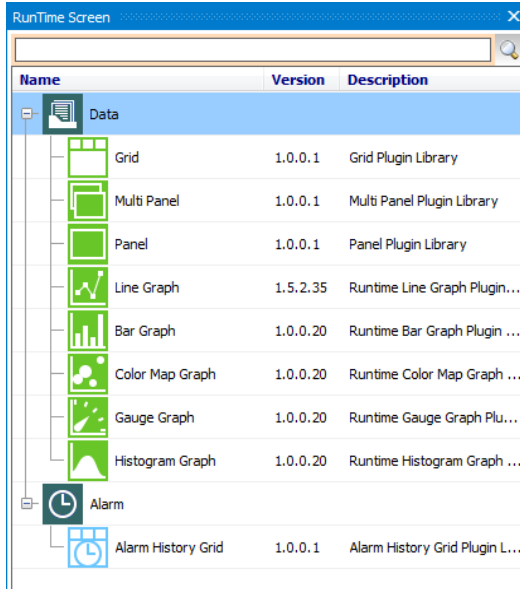 RunTime Screen
Name Version Description
Data
Grid 1.0.0.1 Grid Plugin Library
Multi Panel 1.0.0.1 Multi Panel Plugin Library
Panel 1.0.0.1 Panel Plugin Library
Line Graph 1.5.2.35 Runtime Line Graph Plugin...
Bar Graph 1.0.0.20 Runtime Bar Graph Plugin ...
Color Map Graph 1.0.0.20 Runtime Color Map Graph ...
Gauge Graph 1.0.0.20 Runtime Gauge Graph Plu...
Histogram Graph 1.0.0.20 Runtime Histogram Graph ...
Alarm
Alarm History Grid 1.0.0.1 Alarm History Grid Plugin L...